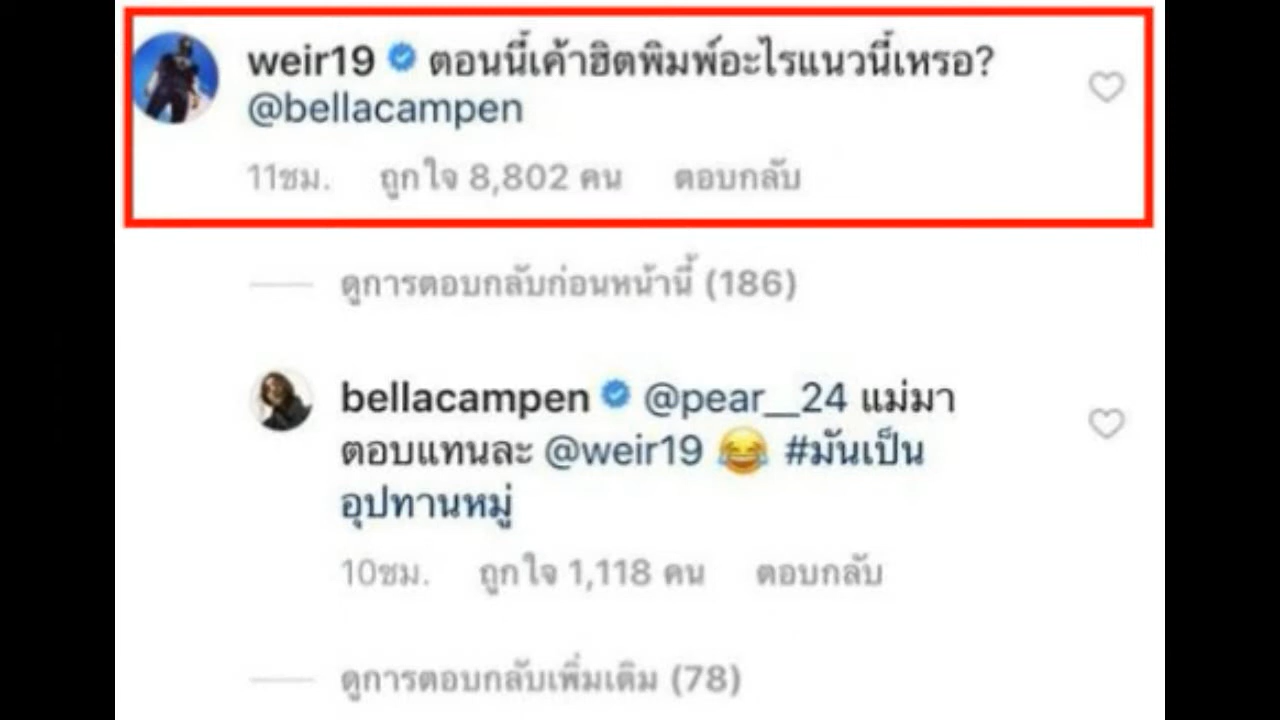 weir19 ตอนนี้เค้าฮิตพิมพ์อะไรแนวนี้เหรอ?
@bellacampen
11ชม. ถูกใจ 8,802 คน ตอบกลับ
ดูการตอบกลับก่อนหน้านี้ (186)
bellacampen @pear__24 แม่มา
ตอบแทนละ @weir19 😂 #มันเป็น
อุปทานหมู่
10ชม. ถูกใจ 1,118 คน ตอบกลับ
ดูการตอบกลับเพิ่มเติม (78)